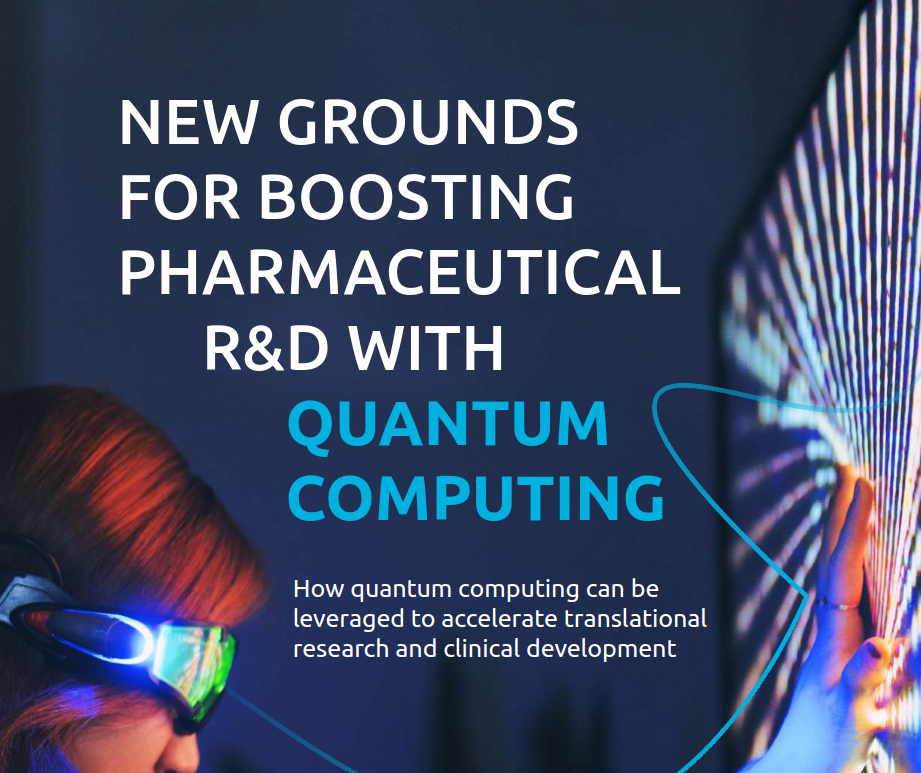 NEW GROUNDS
FOR BOOSTING
PHARMACEUTICAL
R&D WITH
QUANTUM
COMPUTING
How quantum computing can be
leveraged to accelerate translational
research and clinical development